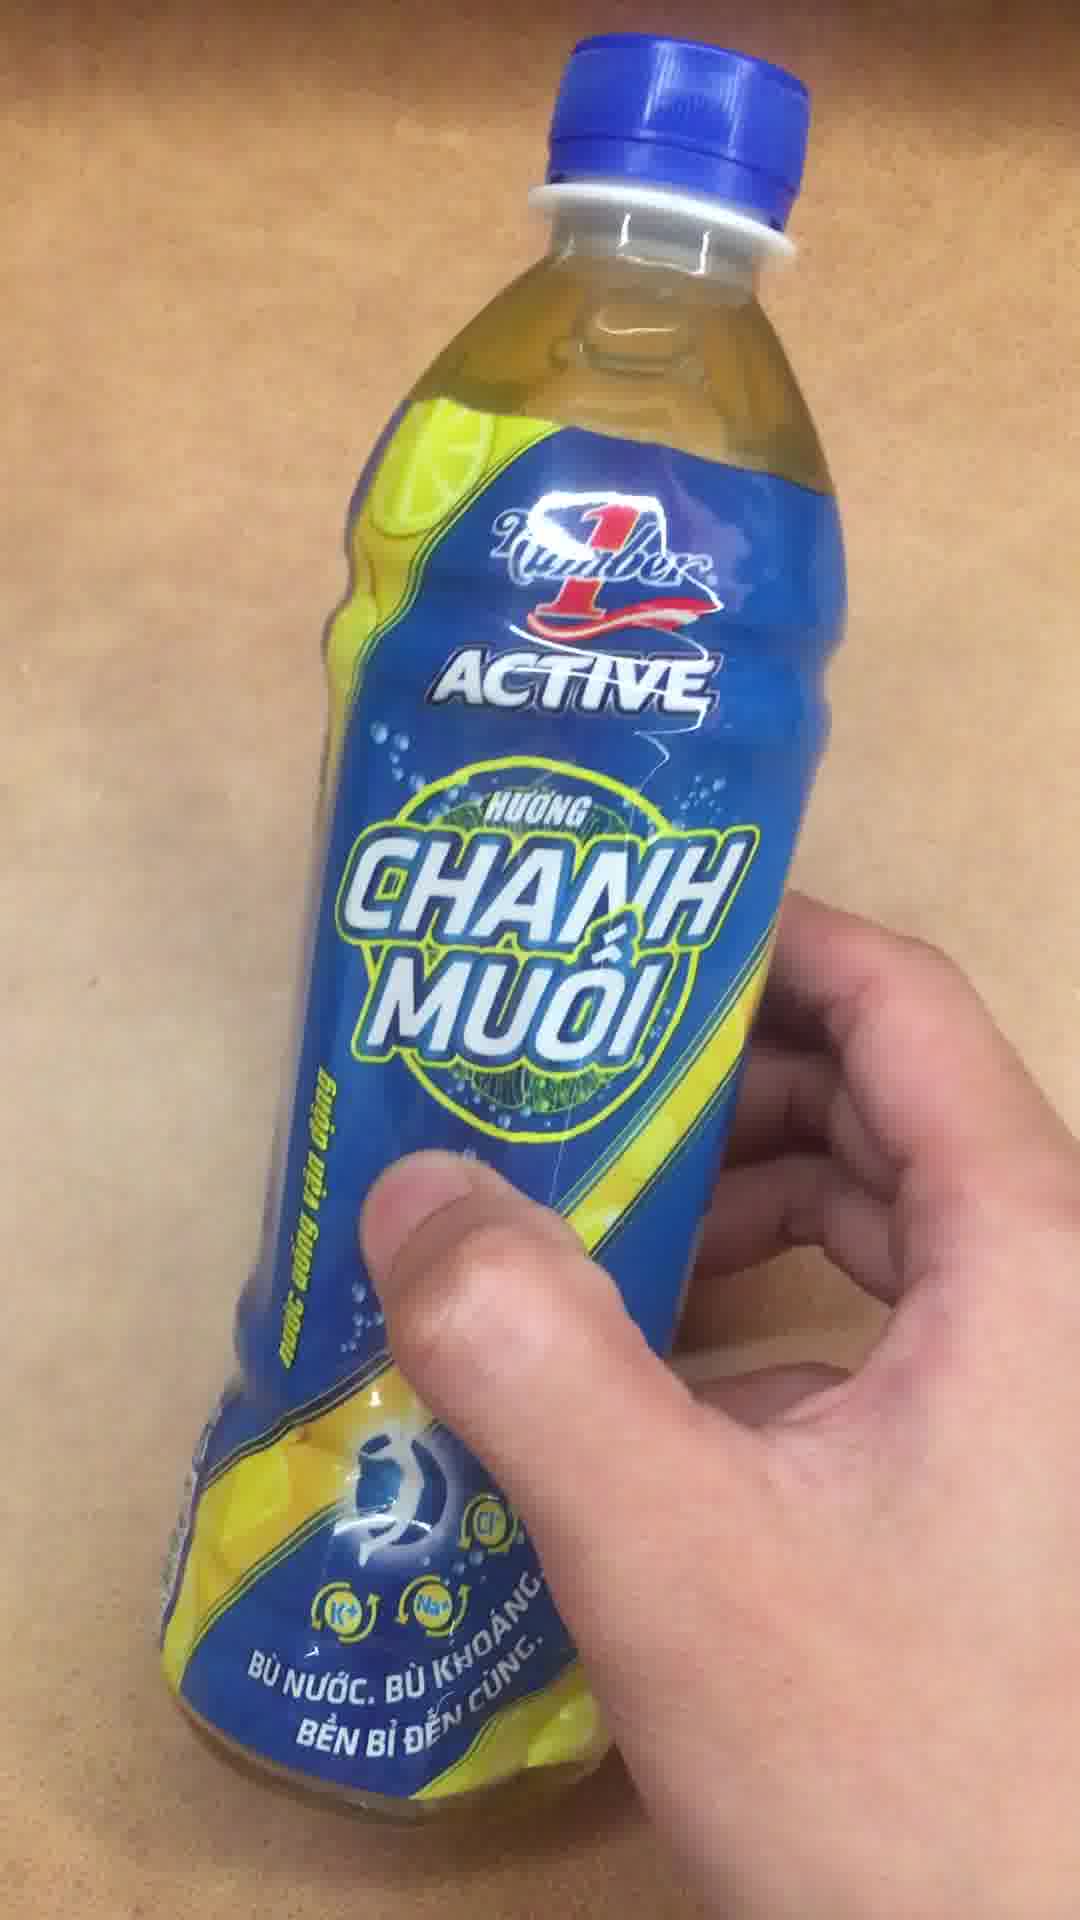 Number 1
ACTIVE
HƯƠNG
CHANH
MUỐI
nước uống vận động
Cl-
K+
Na+
BÙ NƯỚC. BÙ KHOÁNG.
BỀN BỈ ĐẾN CÙNG.